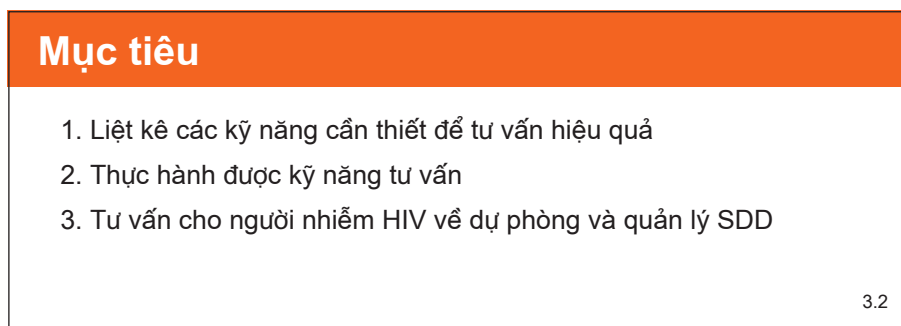 Mục tiêu
1. Liệt kê các kỹ năng cần thiết để tư vấn hiệu quả
2. Thực hành được kỹ năng tư vấn
3. Tư vấn cho người nhiễm HIV về dự phòng và quản lý SDD
3.2